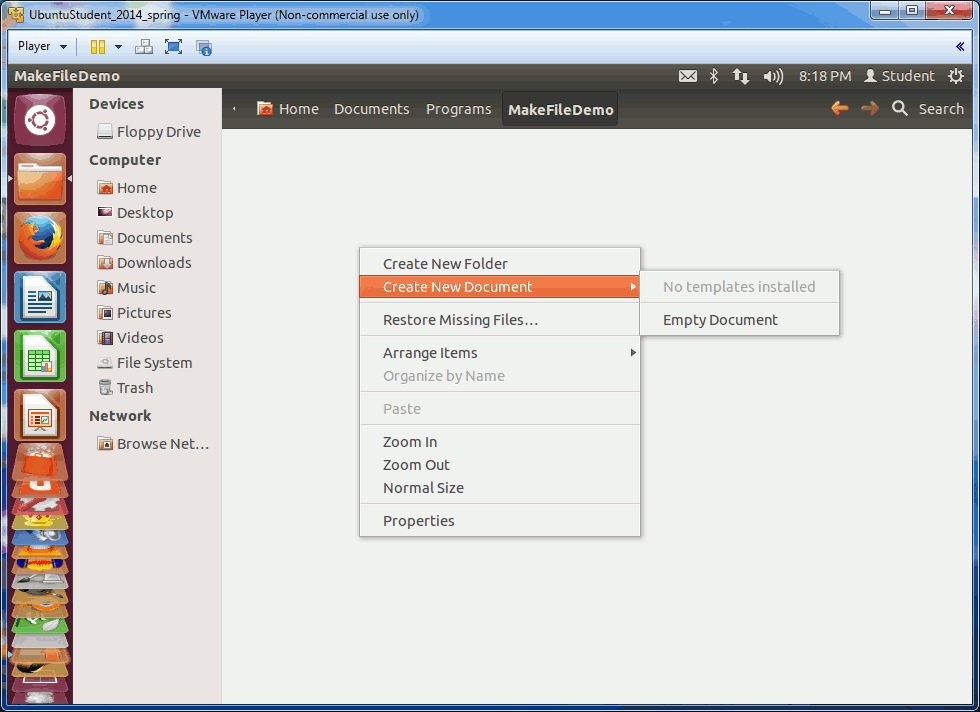 UbuntuStudent_2014_spring - VMware Player (Non-commercial use only)
Player
MakeFileDemo
8:18 PM
Student
Devices
Floppy Drive
Computer
Home
Desktop
Documents
Downloads
Music
Pictures
Videos
File System
Trash
Network
Browse Net...
Home
Documents
Programs
MakeFileDemo
Search
Create New Folder
Create New Document
Restore Missing Files...
Arrange Items
Organize by Name
Paste
Zoom In
Zoom Out
Normal Size
Properties
No templates installed
Empty Document